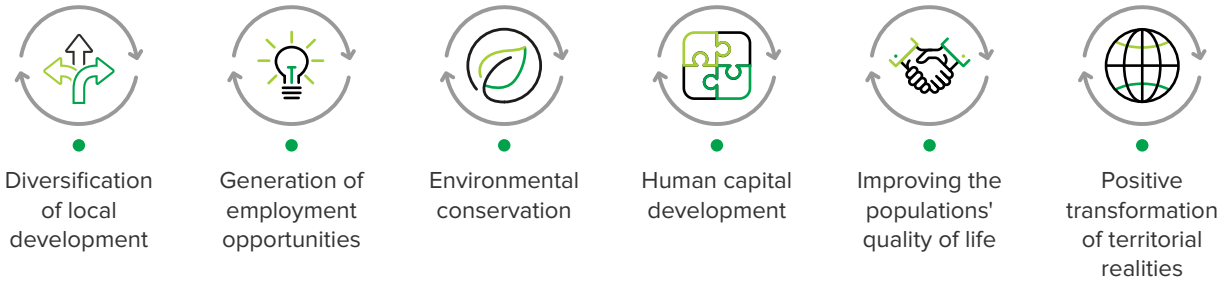 Diversification
of local
development
Generation of
employment
opportunities
Environmental
conservation
Human capital
development
Improving the
populations'
quality of life
Positive
transformation
of territorial
realities